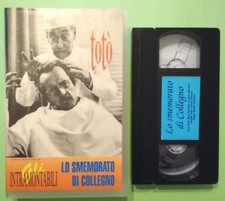 totò
Gli
INTRAMONTABILI
LO SMEMORATO
DI COLLEGNO
Lo smemorato
di Collegno